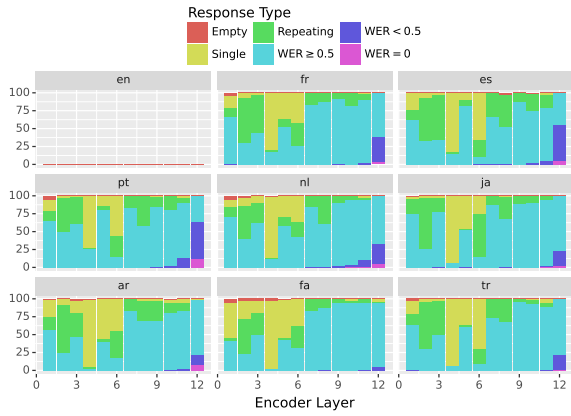 Response Type
Empty Repeating WER < 0.5
Single WER ≥ 0.5 WER = 0
en fr es
100
75
50
25
0
pt nl ja
100
75
50
25
0
ar fa tr
100
75
50
25
0
0 3 6 9 12 0 3 6 9 12 0 3 6 9 12
Encoder Layer